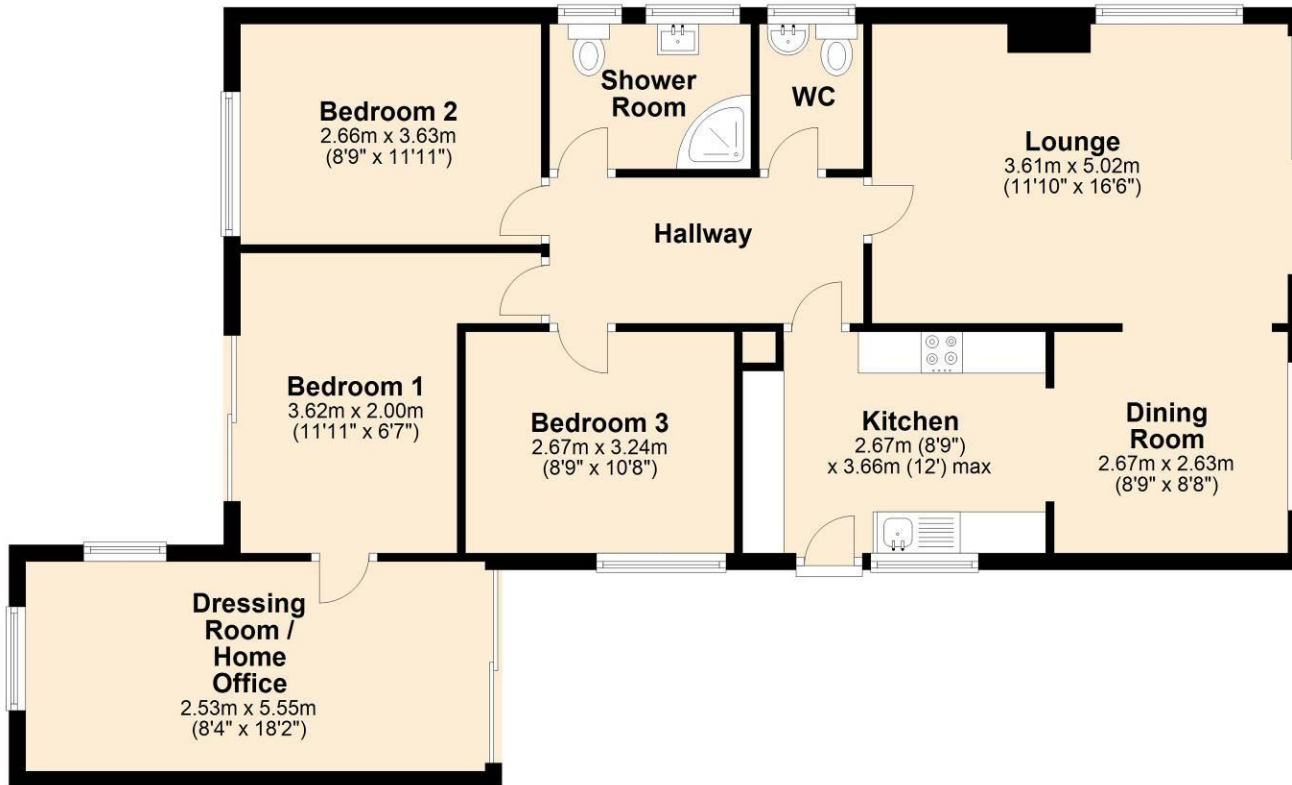 Bedroom 2
2.66m x 3.63m
(8'9" x 11'11")
Shower
Room
WC
Lounge
3.61m x 5.02m
(11'10" x 16'6")
Hallway
Bedroom 1
3.62m x 2.00m
(11'11" x 6'7")
Bedroom 3
2.67m x 3.24m
(8'9" x 10'8")
Kitchen
2.67m (8'9")
x 3.66m (12') max
Dining
Room
2.67m x 2.63m
(8'9" x 8'8")
Dressing
Room /
Home
Office
2.53m x 5.55m
(8'4" x 18'2")